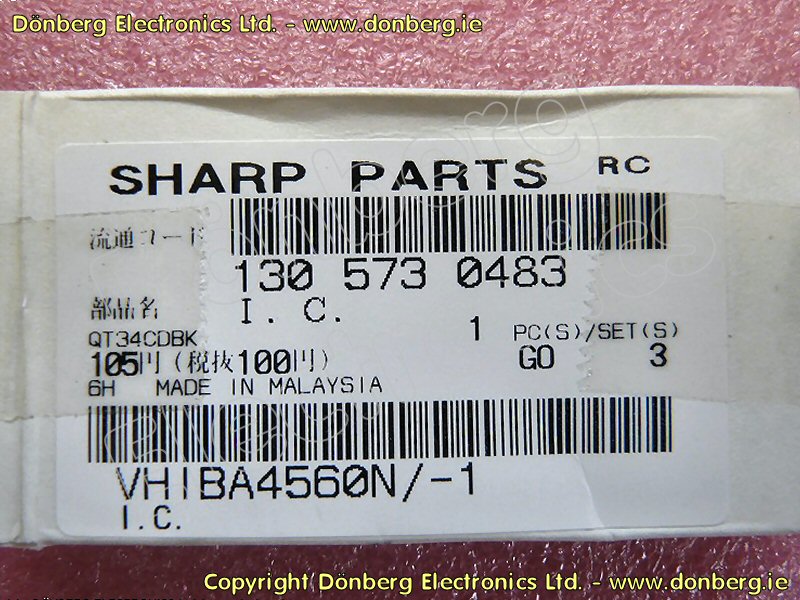 Dönberg Electronics Ltd. - www.donberg.ie
SHARP PARTS RC
流通コード
130 573 0483
部品名 I. C.
QT34CDBK 1 PC(S)/SET(S)
105円(税抜100円) GO 3
6H MADE IN MALAYSIA
VHIBA4560N/-1
I.C.
Copyright Dönberg Electronics Ltd. - www.donberg.ie